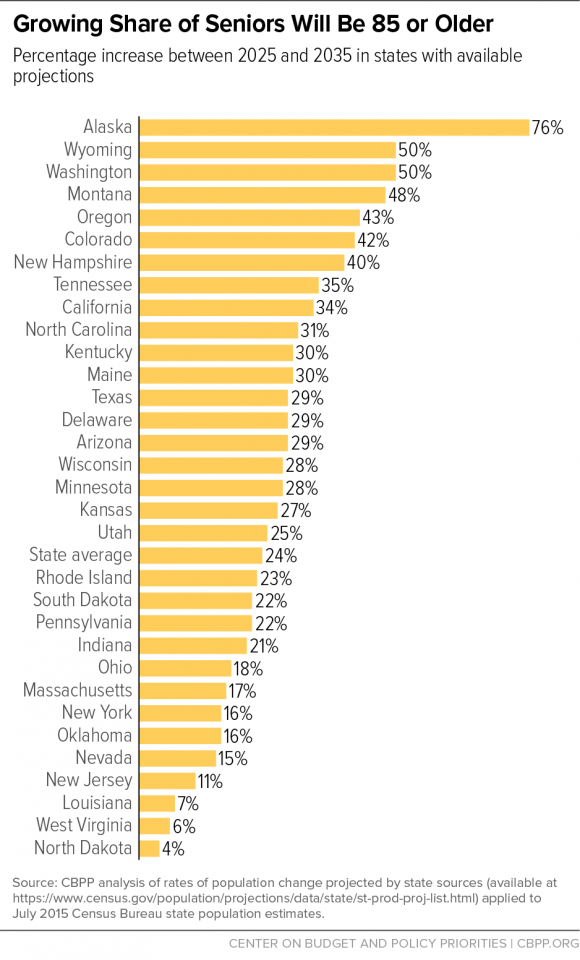 Growing Share of Seniors Will Be 85 or Older
Percentage increase between 2025 and 2035 in states with available
projections
Alaska 76%
Wyoming 50%
Washington 50%
Montana 48%
Oregon 43%
Colorado 42%
New Hampshire 40%
Tennessee 35%
California 34%
North Carolina 31%
Kentucky 30%
Maine 30%
Texas 29%
Delaware 29%
Arizona 29%
Wisconsin 28%
Minnesota 28%
Kansas 27%
Utah 25%
State average 24%
Rhode Island 23%
South Dakota 22%
Pennsylvania 22%
Indiana 21%
Ohio 18%
Massachusetts 17%
New York 16%
Oklahoma 16%
Nevada 15%
New Jersey 11%
Louisiana 7%
West Virginia 6%
North Dakota 4%
Source: CBPP analysis of rates of population change projected by state sources (available at
https://www.census.gov/population/projections/data/state/st-prod-proj-list.html) applied to
July 2015 Census Bureau state population estimates.
CENTER ON BUDGET AND POLICY PRIORITIES | CBPP.ORG